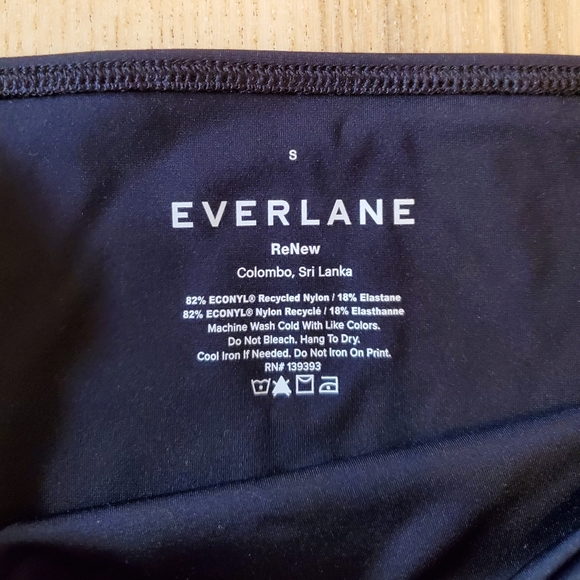 S
EVERLANE
ReNew
Colombo, Sri Lanka
82% ECONYL® Recycled Nylon / 18% Elastane
82% ECONYL® Nylon Recyclé / 18% Elasthanne
Machine Wash Cold With Like Colors.
Do Not Bleach. Hang To Dry.
Cool Iron If Needed. Do Not Iron On Print.
RN# 139393